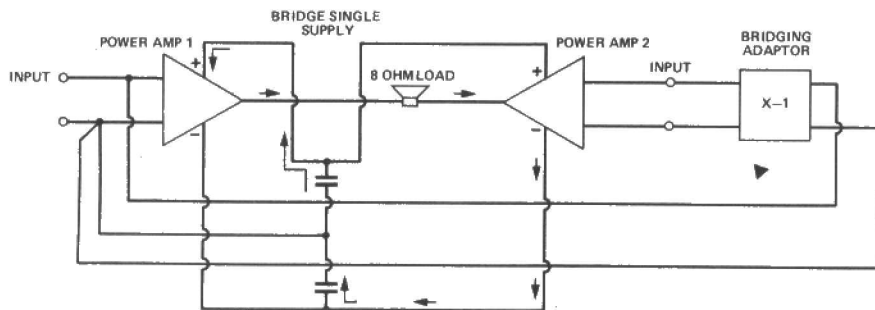 BRIDGE SINGLE
SUPPLY
POWER AMP 1
POWER AMP 2
BRIDGING
ADAPTOR
INPUT
+
−
8 OHM LOAD
+
−
INPUT
X−1